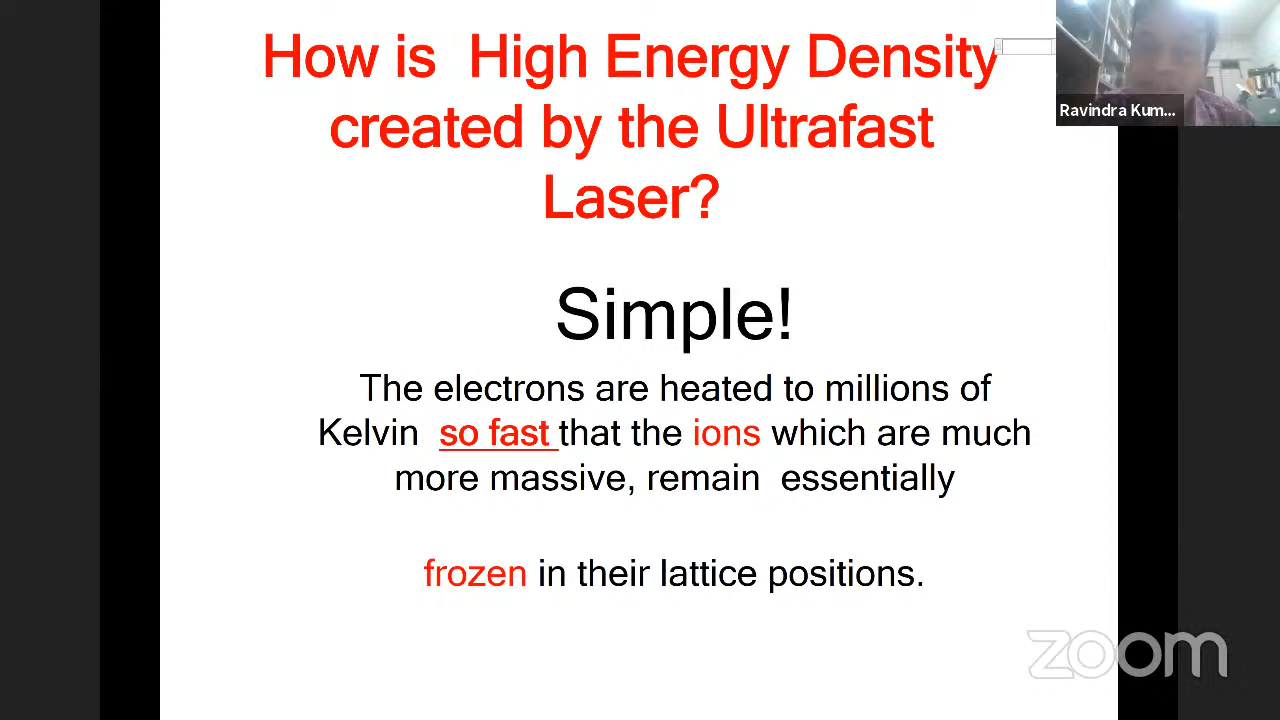 How is  High Energy Density
created by the Ultrafast
Laser?
Simple!
The electrons are heated to millions of
Kelvin  so fast that the ions which are much
more massive, remain  essentially
frozen in their lattice positions.
Ravindra Kum...
zoom